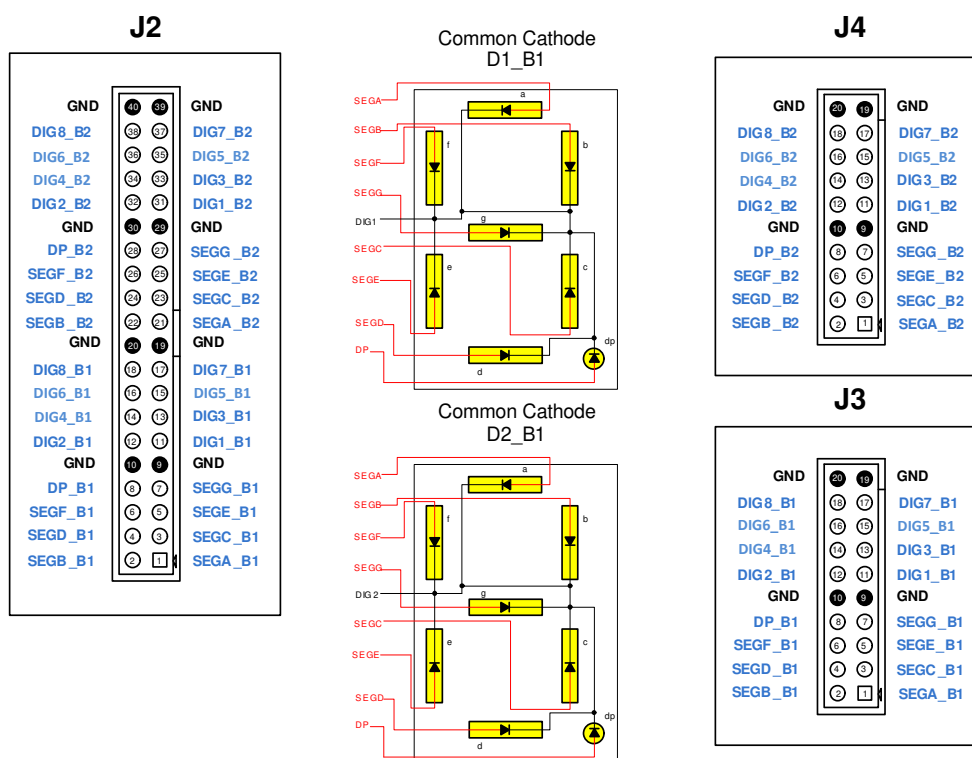 J2
GND 40 39 GND
DIG8_B2 38 37 DIG7_B2
DIG6_B2 36 35 DIG5_B2
DIG4_B2 34 33 DIG3_B2
DIG2_B2 32 31 DIG1_B2
GND 30 29 GND
DP_B2 28 27 SEGG_B2
SEGF_B2 26 25 SEGE_B2
SEGD_B2 24 23 SEGC_B2
SEGB_B2 22 21 SEGA_B2
GND 20 19 GND
DIG8_B1 18 17 DIG7_B1
DIG6_B1 16 15 DIG5_B1
DIG4_B1 14 13 DIG3_B1
DIG2_B1 12 11 DIG1_B1
GND 10 9 GND
DP_B1 8 7 SEGG_B1
SEGF_B1 6 5 SEGE_B1
SEGD_B1 4 3 SEGC_B1
SEGB_B1 2 1 SEGA_B1
Common Cathode
D1_B1
a
SEGA
SEGB
f b
SEGF
SEGG
g
DIG1
SEGC
e c
SEGE
SEGD
dp
DP
d
Common Cathode
D2_B1
a
SEGA
SEGB
f b
SEGF
SEGG
g
DIG2
SEGC
e c
SEGE
SEGD
dp
DP
d
J4
GND 20 19 GND
DIG8_B2 18 17 DIG7_B2
DIG6_B2 16 15 DIG5_B2
DIG4_B2 14 13 DIG3_B2
DIG2_B2 12 11 DIG1_B2
GND 10 9 GND
DP_B2 8 7 SEGG_B2
SEGF_B2 6 5 SEGE_B2
SEGD_B2 4 3 SEGC_B2
SEGB_B2 2 1 SEGA_B2
J3
GND 20 19 GND
DIG8_B1 18 17 DIG7_B1
DIG6_B1 16 15 DIG5_B1
DIG4_B1 14 13 DIG3_B1
DIG2_B1 12 11 DIG1_B1
GND 10 9 GND
DP_B1 8 7 SEGG_B1
SEGF_B1 6 5 SEGE_B1
SEGD_B1 4 3 SEGC_B1
SEGB_B1 2 1 SEGA_B1